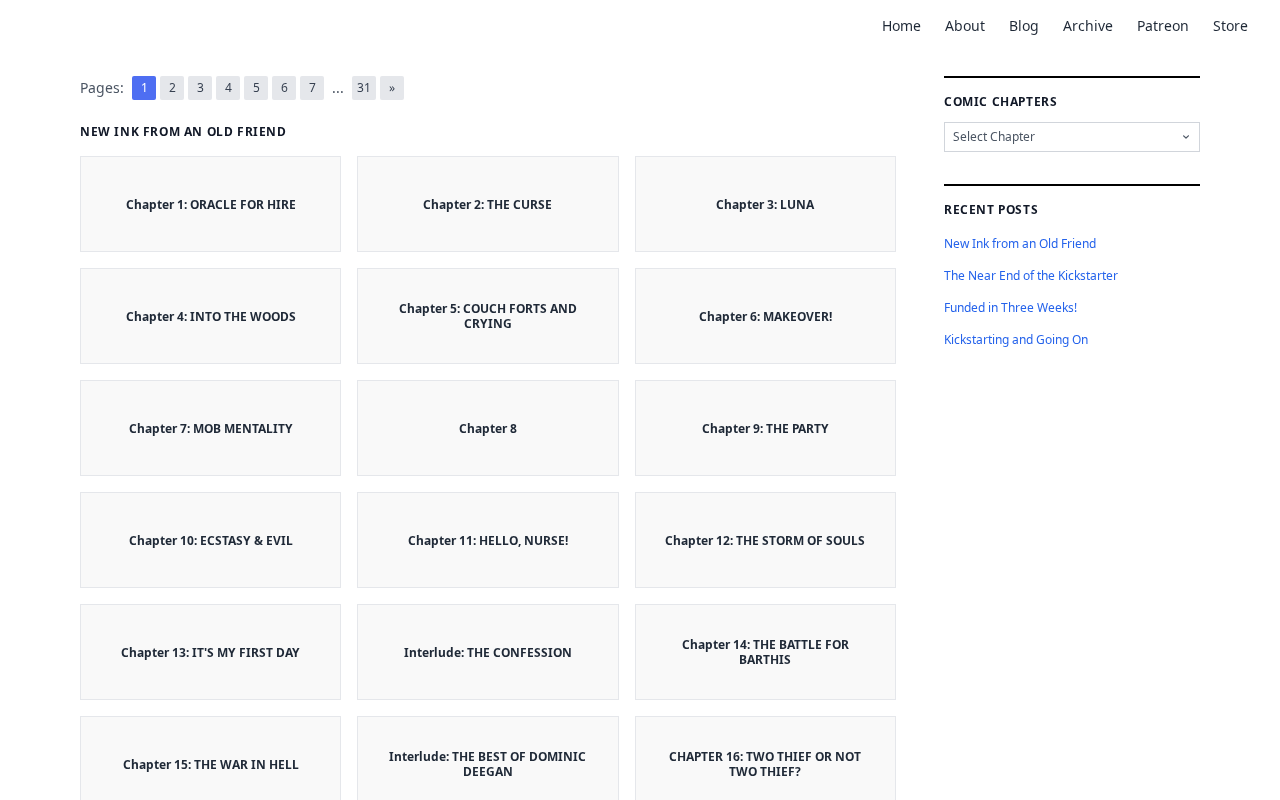 Home About Blog Archive Patreon Store
Pages: 1 2 3 4 5 6 7 ... 31 »
NEW INK FROM AN OLD FRIEND
Chapter 1: ORACLE FOR HIRE
Chapter 2: THE CURSE
Chapter 3: LUNA
Chapter 4: INTO THE WOODS
Chapter 5: COUCH FORTS AND
CRYING
Chapter 6: MAKEOVER!
Chapter 7: MOB MENTALITY
Chapter 8
Chapter 9: THE PARTY
Chapter 10: ECSTASY & EVIL
Chapter 11: HELLO, NURSE!
Chapter 12: THE STORM OF SOULS
Chapter 13: IT'S MY FIRST DAY
Interlude: THE CONFESSION
Chapter 14: THE BATTLE FOR
BARTHIS
Chapter 15: THE WAR IN HELL
Interlude: THE BEST OF DOMINIC
DEEGAN
CHAPTER 16: TWO THIEF OR NOT
TWO THIEF?
COMIC CHAPTERS
Select Chapter
RECENT POSTS
New Ink from an Old Friend
The Near End of the Kickstarter
Funded in Three Weeks!
Kickstarting and Going On